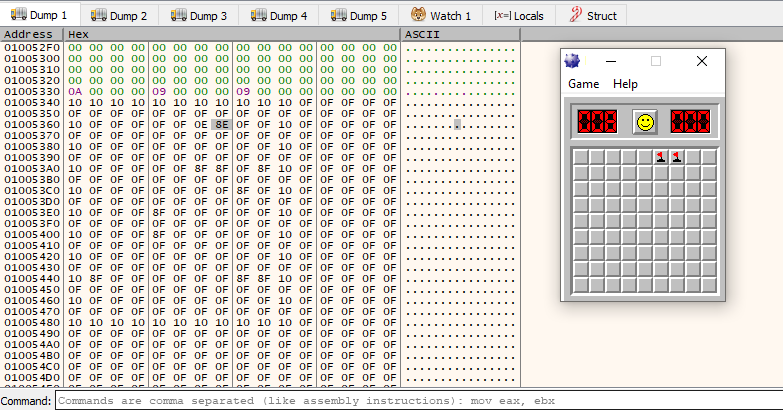 Dump 1 Dump 2 Dump 3 Dump 4 Dump 5 Watch 1 [x=] Locals Struct
Address Hex ASCII
010052F0 00 00 00 00 00 00 00 00 00 00 00 00 00 00 00 00 ................
01005300 00 00 00 00 00 00 00 00 00 00 00 00 00 00 00 00 ................
01005310 00 00 00 00 00 00 00 00 00 00 00 00 00 00 00 00 ................
01005320 00 00 00 00 00 00 00 00 00 00 00 00 00 00 00 00 ................
01005330 0A 00 00 00 09 00 00 00 09 00 00 00 00 00 00 00 ................
01005340 10 10 10 10 10 10 10 10 10 10 10 0F 0F 0F 0F 0F ................
01005350 0F 0F 0F 0F 0F 0F 0F 0F 0F 0F 0F 0F 0F 0F 0F 0F ................
01005360 10 0F 0F 0F 0F 0F 0E 8E 0F 0F 10 0F 0F 0F 0F 0F ................
01005370 0F 0F 0F 0F 0F 0F 0F 0F 0F 0F 0F 0F 0F 0F 0F 0F ................
01005380 10 0F 0F 0F 0F 0F 0F 0F 0F 0F 10 0F 0F 0F 0F 0F ................
01005390 0F 0F 0F 0F 0F 0F 0F 0F 0F 0F 0F 0F 0F 0F 0F 0F ................
010053A0 10 0F 0F 0F 0F 0F 8F 8F 0F 8F 10 0F 0F 0F 0F 0F ................
010053B0 0F 0F 0F 0F 0F 0F 0F 0F 0F 0F 0F 0F 0F 0F 0F 0F ................
010053C0 10 0F 0F 0F 0F 0F 0F 0F 8F 0F 10 0F 0F 0F 0F 0F ................
010053D0 0F 0F 0F 0F 0F 0F 0F 0F 0F 0F 0F 0F 0F 0F 0F 0F ................
010053E0 10 0F 0F 0F 8F 0F 0F 0F 0F 0F 10 0F 0F 0F 0F 0F ................
010053F0 0F 0F 0F 0F 0F 0F 0F 0F 0F 0F 0F 0F 0F 0F 0F 0F ................
01005400 10 0F 0F 0F 8F 0F 0F 0F 0F 0F 10 0F 0F 0F 0F 0F ................
01005410 0F 0F 0F 0F 0F 0F 0F 0F 0F 0F 0F 0F 0F 0F 0F 0F ................
01005420 10 0F 0F 0F 0F 0F 0F 0F 0F 0F 10 0F 0F 0F 0F 0F ................
01005430 0F 0F 0F 0F 0F 0F 0F 0F 0F 0F 0F 0F 0F 0F 0F 0F ................
01005440 10 8F 0F 0F 0F 0F 0F 0F 8F 8F 10 0F 0F 0F 0F 0F ................
01005450 0F 0F 0F 0F 0F 0F 0F 0F 0F 0F 0F 0F 0F 0F 0F 0F ................
01005460 10 0F 0F 0F 0F 0F 0F 0F 0F 0F 10 0F 0F 0F 0F 0F ................
01005470 0F 0F 0F 0F 0F 0F 0F 0F 0F 0F 0F 0F 0F 0F 0F 0F ................
01005480 10 10 10 10 10 10 10 10 10 10 10 0F 0F 0F 0F 0F ................
01005490 0F 0F 0F 0F 0F 0F 0F 0F 0F 0F 0F 0F 0F 0F 0F 0F ................
010054A0 0F 0F 0F 0F 0F 0F 0F 0F 0F 0F 0F 0F 0F 0F 0F 0F ................
010054B0 0F 0F 0F 0F 0F 0F 0F 0F 0F 0F 0F 0F 0F 0F 0F 0F ................
010054C0 0F 0F 0F 0F 0F 0F 0F 0F 0F 0F 0F 0F 0F 0F 0F 0F ................
010054D0 0F 0F 0F 0F 0F 0F 0F 0F 0F 0F 0F 0F 0F 0F 0F 0F ................
Game Help
Command: Commands are comma separated (like assembly instructions): mov eax, ebx